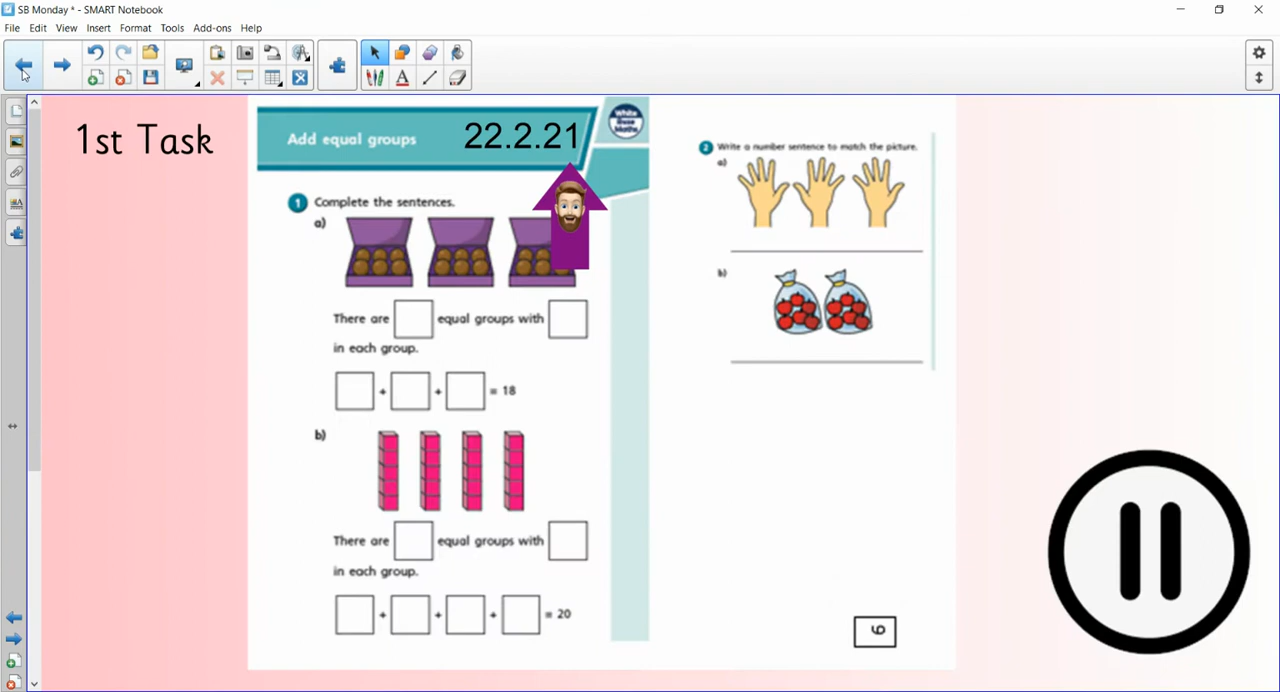 SB Monday * - SMART Notebook
File Edit View Insert Format Tools Add-ons Help
1st Task
Add equal groups
22.2.21
White
Rose
Maths
1 Complete the sentences.
a)
There are equal groups with
in each group.
+ + = 18
b)
There are equal groups with
in each group.
+ + + = 20
2 Write a number sentence to match the picture.
a)
b)
6